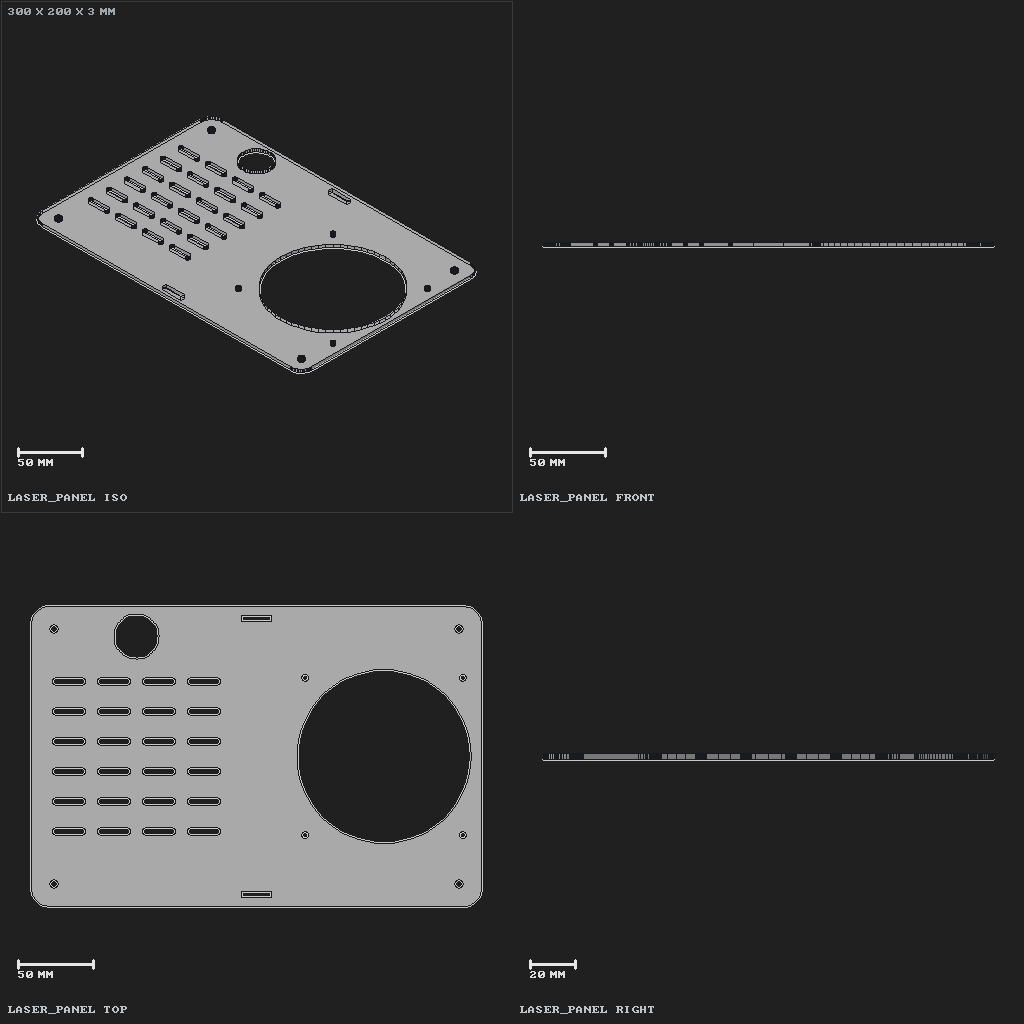 300 X 200 X 3 MM
50 MM
LASER_PANEL ISO
50 MM
LASER_PANEL FRONT
50 MM
LASER_PANEL TOP
20 MM
LASER_PANEL RIGHT